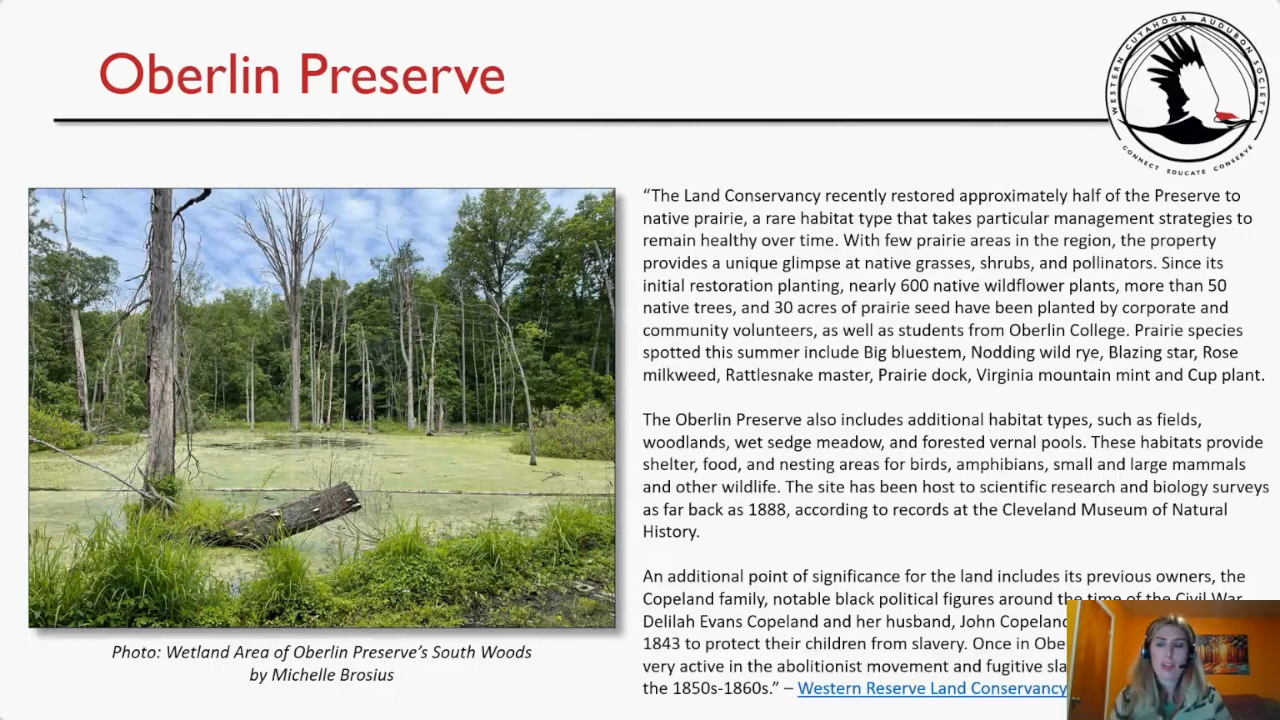 Oberlin Preserve
WESTERN CUYAHOGA AUDUBON SOCIETY
CONNECT EDUCATE CONSERVE
“The Land Conservancy recently restored approximately half of the Preserve to
native prairie, a rare habitat type that takes particular management strategies to
remain healthy over time. With few prairie areas in the region, the property
provides a unique glimpse at native grasses, shrubs, and pollinators. Since its
initial restoration planting, nearly 600 native wildflower plants, more than 50
native trees, and 30 acres of prairie seed have been planted by corporate and
community volunteers, as well as students from Oberlin College. Prairie species
spotted this summer include Big bluestem, Nodding wild rye, Blazing star, Rose
milkweed, Rattlesnake master, Prairie dock, Virginia mountain mint and Cup plant.
The Oberlin Preserve also includes additional habitat types, such as fields,
woodlands, wet sedge meadow, and forested vernal pools. These habitats provide
shelter, food, and nesting areas for birds, amphibians, small and large mammals
and other wildlife. The site has been host to scientific research and biology surveys
as far back as 1888, according to records at the Cleveland Museum of Natural
History.
An additional point of significance for the land includes its previous owners, the
Copeland family, notable black political figures around the time of the Civil War.
Delilah Evans Copeland and her husband, John Copeland
1843 to protect their children from slavery. Once in Obe
very active in the abolitionist movement and fugitive sla
the 1850s-1860s.” – Western Reserve Land Conservancy
Photo: Wetland Area of Oberlin Preserve’s South Woods
by Michelle Brosius